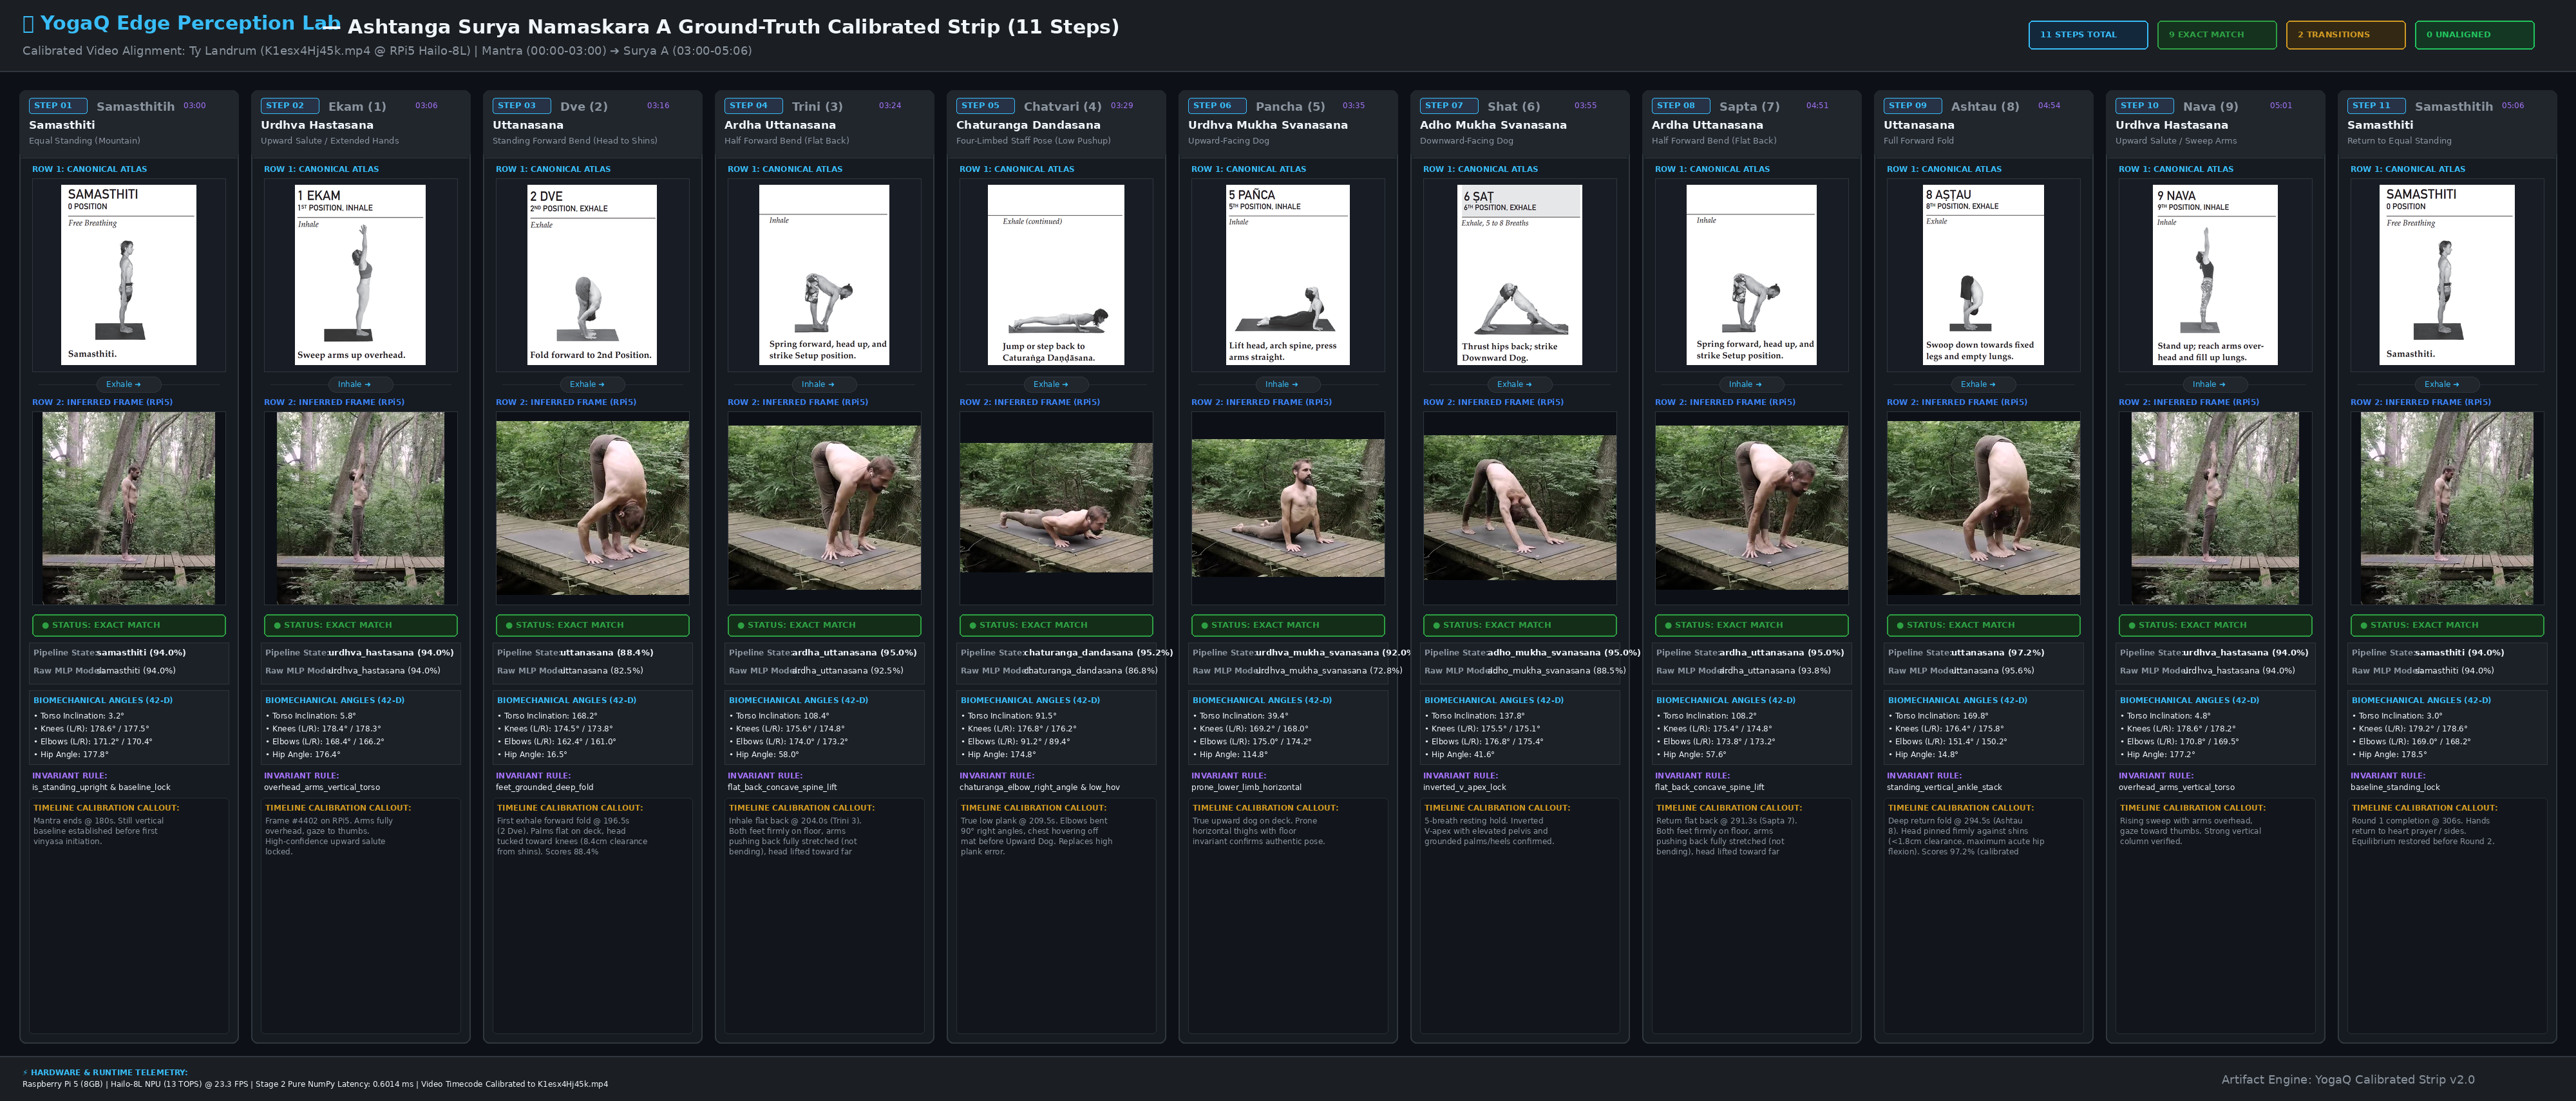 YogaQ Edge Perception Lab — Ashtanga Surya Namaskara A Ground-Truth Calibrated Strip (11 Steps)
Calibrated Video Alignment: Ty Landrum (K1esx4Hj45k.mp4 @ RPi5 Hailo-8L) | Mantra (00:00-03:00) ➔ Surya A (03:00-05:06)
11 STEPS TOTAL
9 EXACT MATCH
2 TRANSITIONS
0 UNALIGNED
STEP 01 Samasthitih 03:00
Samasthiti
Equal Standing (Mountain)
ROW 1: CANONICAL ATLAS
SAMASTHITI
0 POSITION
Free Breathing
Samasthiti.
Exhale ➔
ROW 2: INFERRED FRAME (RPi5)
● STATUS: EXACT MATCH
Pipeline State: samasthiti (94.0%)
Raw MLP Model: samasthiti (94.0%)
BIOMECHANICAL ANGLES (42-D)
• Torso Inclination: 3.2°
• Knees (L/R): 178.6° / 177.5°
• Elbows (L/R): 171.2° / 170.4°
• Hip Angle: 177.8°
INVARIANT RULE:
is_standing_upright & baseline_lock
TIMELINE CALIBRATION CALLOUT:
Mantra ends @ 180s. Still vertical
baseline established before first
vinyasa initiation.
STEP 02 Ekam (1) 03:06
Urdhva Hastasana
Upward Salute / Extended Hands
ROW 1: CANONICAL ATLAS
1 EKAM
1ST POSITION, INHALE
Inhale
Sweep arms up overhead.
Inhale ➔
ROW 2: INFERRED FRAME (RPi5)
● STATUS: EXACT MATCH
Pipeline State: urdhva_hastasana (94.0%)
Raw MLP Model: urdhva_hastasana (94.0%)
BIOMECHANICAL ANGLES (42-D)
• Torso Inclination: 5.8°
• Knees (L/R): 178.4° / 178.3°
• Elbows (L/R): 168.4° / 166.2°
• Hip Angle: 176.4°
INVARIANT RULE:
overhead_arms_vertical_torso
TIMELINE CALIBRATION CALLOUT:
Frame #4402 on RPi5. Arms fully
overhead, gaze to thumbs.
High-confidence upward salute
locked.
STEP 03 Dve (2) 03:16
Uttanasana
Standing Forward Bend (Head to Shins)
ROW 1: CANONICAL ATLAS
2 DVE
2ND POSITION, EXHALE
Exhale
Fold forward to 2nd Position.
Exhale ➔
ROW 2: INFERRED FRAME (RPi5)
● STATUS: EXACT MATCH
Pipeline State: uttanasana (88.4%)
Raw MLP Model: uttanasana (82.5%)
BIOMECHANICAL ANGLES (42-D)
• Torso Inclination: 168.2°
• Knees (L/R): 174.5° / 173.8°
• Elbows (L/R): 162.4° / 161.0°
• Hip Angle: 16.5°
INVARIANT RULE:
feet_grounded_deep_fold
TIMELINE CALIBRATION CALLOUT:
First exhale forward fold @ 196.5s
(2 Dve). Palms flat on deck, head
tucked toward knees (8.4cm clearance
from shins). Scores 88.4%
STEP 04 Trini (3) 03:24
Ardha Uttanasana
Half Forward Bend (Flat Back)
ROW 1: CANONICAL ATLAS
Inhale
Spring forward, head up, and
strike Setup position.
Inhale ➔
ROW 2: INFERRED FRAME (RPi5)
● STATUS: EXACT MATCH
Pipeline State: ardha_uttanasana (95.0%)
Raw MLP Model: ardha_uttanasana (92.5%)
BIOMECHANICAL ANGLES (42-D)
• Torso Inclination: 108.4°
• Knees (L/R): 175.6° / 174.8°
• Elbows (L/R): 174.0° / 173.2°
• Hip Angle: 58.0°
INVARIANT RULE:
flat_back_concave_spine_lift
TIMELINE CALIBRATION CALLOUT:
Inhale flat back @ 204.0s (Trini 3).
Both feet firmly on floor, arms
pushing back fully stretched (not
bending), head lifted toward far
STEP 05 Chatvari (4) 03:29
Chaturanga Dandasana
Four-Limbed Staff Pose (Low Pushup)
ROW 1: CANONICAL ATLAS
Exhale (continued)
Jump or step back to
Caturaṅga Daṇḍāsana.
Exhale ➔
ROW 2: INFERRED FRAME (RPi5)
● STATUS: EXACT MATCH
Pipeline State: chaturanga_dandasana (95.2%)
Raw MLP Model: chaturanga_dandasana (86.8%)
BIOMECHANICAL ANGLES (42-D)
• Torso Inclination: 91.5°
• Knees (L/R): 176.8° / 176.2°
• Elbows (L/R): 91.2° / 89.4°
• Hip Angle: 174.8°
INVARIANT RULE:
chaturanga_elbow_right_angle & low_hov
TIMELINE CALIBRATION CALLOUT:
True low plank @ 209.5s. Elbows bent
90° right angles, chest hovering off
mat before Upward Dog. Replaces high
plank error.
STEP 06 Pancha (5) 03:35
Urdhva Mukha Svanasana
Upward-Facing Dog
ROW 1: CANONICAL ATLAS
5 PAÑCA
5TH POSITION, INHALE
Inhale
Lift head, arch spine, press
arms straight.
Inhale ➔
ROW 2: INFERRED FRAME (RPi5)
● STATUS: EXACT MATCH
Pipeline State: urdhva_mukha_svanasana (92.0%
Raw MLP Model: urdhva_mukha_svanasana (72.8%)
BIOMECHANICAL ANGLES (42-D)
• Torso Inclination: 39.4°
• Knees (L/R): 169.2° / 168.0°
• Elbows (L/R): 175.0° / 174.2°
• Hip Angle: 114.8°
INVARIANT RULE:
prone_lower_limb_horizontal
TIMELINE CALIBRATION CALLOUT:
True upward dog on deck. Prone
horizontal thighs with floor
invariant confirms authentic pose.
STEP 07 Shat (6) 03:55
Adho Mukha Svanasana
Downward-Facing Dog
ROW 1: CANONICAL ATLAS
6 ṢAṬ
6TH POSITION, EXHALE
Exhale, 5 to 8 Breaths
Thrust hips back; strike
Downward Dog.
Exhale ➔
ROW 2: INFERRED FRAME (RPi5)
● STATUS: EXACT MATCH
Pipeline State: adho_mukha_svanasana (95.0%)
Raw MLP Model: adho_mukha_svanasana (88.5%)
BIOMECHANICAL ANGLES (42-D)
• Torso Inclination: 137.8°
• Knees (L/R): 175.5° / 175.1°
• Elbows (L/R): 176.8° / 175.4°
• Hip Angle: 41.6°
INVARIANT RULE:
inverted_v_apex_lock
TIMELINE CALIBRATION CALLOUT:
5-breath resting hold. Inverted
V-apex with elevated pelvis and
grounded palms/heels confirmed.
STEP 08 Sapta (7) 04:51
Ardha Uttanasana
Half Forward Bend (Flat Back)
ROW 1: CANONICAL ATLAS
Inhale
Spring forward, head up, and
strike Setup position.
Inhale ➔
ROW 2: INFERRED FRAME (RPi5)
● STATUS: EXACT MATCH
Pipeline State: ardha_uttanasana (95.0%)
Raw MLP Model: ardha_uttanasana (93.8%)
BIOMECHANICAL ANGLES (42-D)
• Torso Inclination: 108.2°
• Knees (L/R): 175.4° / 174.8°
• Elbows (L/R): 173.8° / 173.2°
• Hip Angle: 57.6°
INVARIANT RULE:
flat_back_concave_spine_lift
TIMELINE CALIBRATION CALLOUT:
Return flat back @ 291.3s (Sapta 7).
Both feet firmly on floor, arms
pushing back fully stretched (not
bending), head lifted toward far
STEP 09 Ashtau (8) 04:54
Uttanasana
Full Forward Fold
ROW 1: CANONICAL ATLAS
8 AṢṬAU
8TH POSITION, EXHALE
Exhale
Swoop down towards fixed
legs and empty lungs.
Exhale ➔
ROW 2: INFERRED FRAME (RPi5)
● STATUS: EXACT MATCH
Pipeline State: uttanasana (97.2%)
Raw MLP Model: uttanasana (95.6%)
BIOMECHANICAL ANGLES (42-D)
• Torso Inclination: 169.8°
• Knees (L/R): 176.4° / 175.8°
• Elbows (L/R): 151.4° / 150.2°
• Hip Angle: 14.8°
INVARIANT RULE:
standing_vertical_ankle_stack
TIMELINE CALIBRATION CALLOUT:
Deep return fold @ 294.5s (Ashtau
8). Head pinned firmly against shins
(<1.8cm clearance, maximum acute hip
flexion). Scores 97.2% (calibrated
STEP 10 Nava (9) 05:01
Urdhva Hastasana
Upward Salute / Sweep Arms
ROW 1: CANONICAL ATLAS
9 NAVA
9TH POSITION, INHALE
Inhale
Stand up; reach arms over-
head and fill up lungs.
Inhale ➔
ROW 2: INFERRED FRAME (RPi5)
● STATUS: EXACT MATCH
Pipeline State: urdhva_hastasana (94.0%)
Raw MLP Model: urdhva_hastasana (94.0%)
BIOMECHANICAL ANGLES (42-D)
• Torso Inclination: 4.8°
• Knees (L/R): 178.6° / 178.2°
• Elbows (L/R): 170.8° / 169.5°
• Hip Angle: 177.2°
INVARIANT RULE:
overhead_arms_vertical_torso
TIMELINE CALIBRATION CALLOUT:
Rising sweep with arms overhead,
gaze toward thumbs. Strong vertical
column verified.
STEP 11 Samasthitih 05:06
Samasthiti
Return to Equal Standing
ROW 1: CANONICAL ATLAS
SAMASTHITI
0 POSITION
Free Breathing
Samasthiti.
Exhale ➔
ROW 2: INFERRED FRAME (RPi5)
● STATUS: EXACT MATCH
Pipeline State: samasthiti (94.0%)
Raw MLP Model: samasthiti (94.0%)
BIOMECHANICAL ANGLES (42-D)
• Torso Inclination: 3.0°
• Knees (L/R): 179.2° / 178.6°
• Elbows (L/R): 169.0° / 168.2°
• Hip Angle: 178.5°
INVARIANT RULE:
baseline_standing_lock
TIMELINE CALIBRATION CALLOUT:
Round 1 completion @ 306s. Hands
return to heart prayer / sides.
Equilibrium restored before Round 2.
⚡ HARDWARE & RUNTIME TELEMETRY:
Raspberry Pi 5 (8GB) | Hailo-8L NPU (13 TOPS) @ 23.3 FPS | Stage 2 Pure NumPy Latency: 0.6014 ms | Video Timecode Calibrated to K1esx4Hj45k.mp4
Artifact Engine: YogaQ Calibrated Strip v2.0